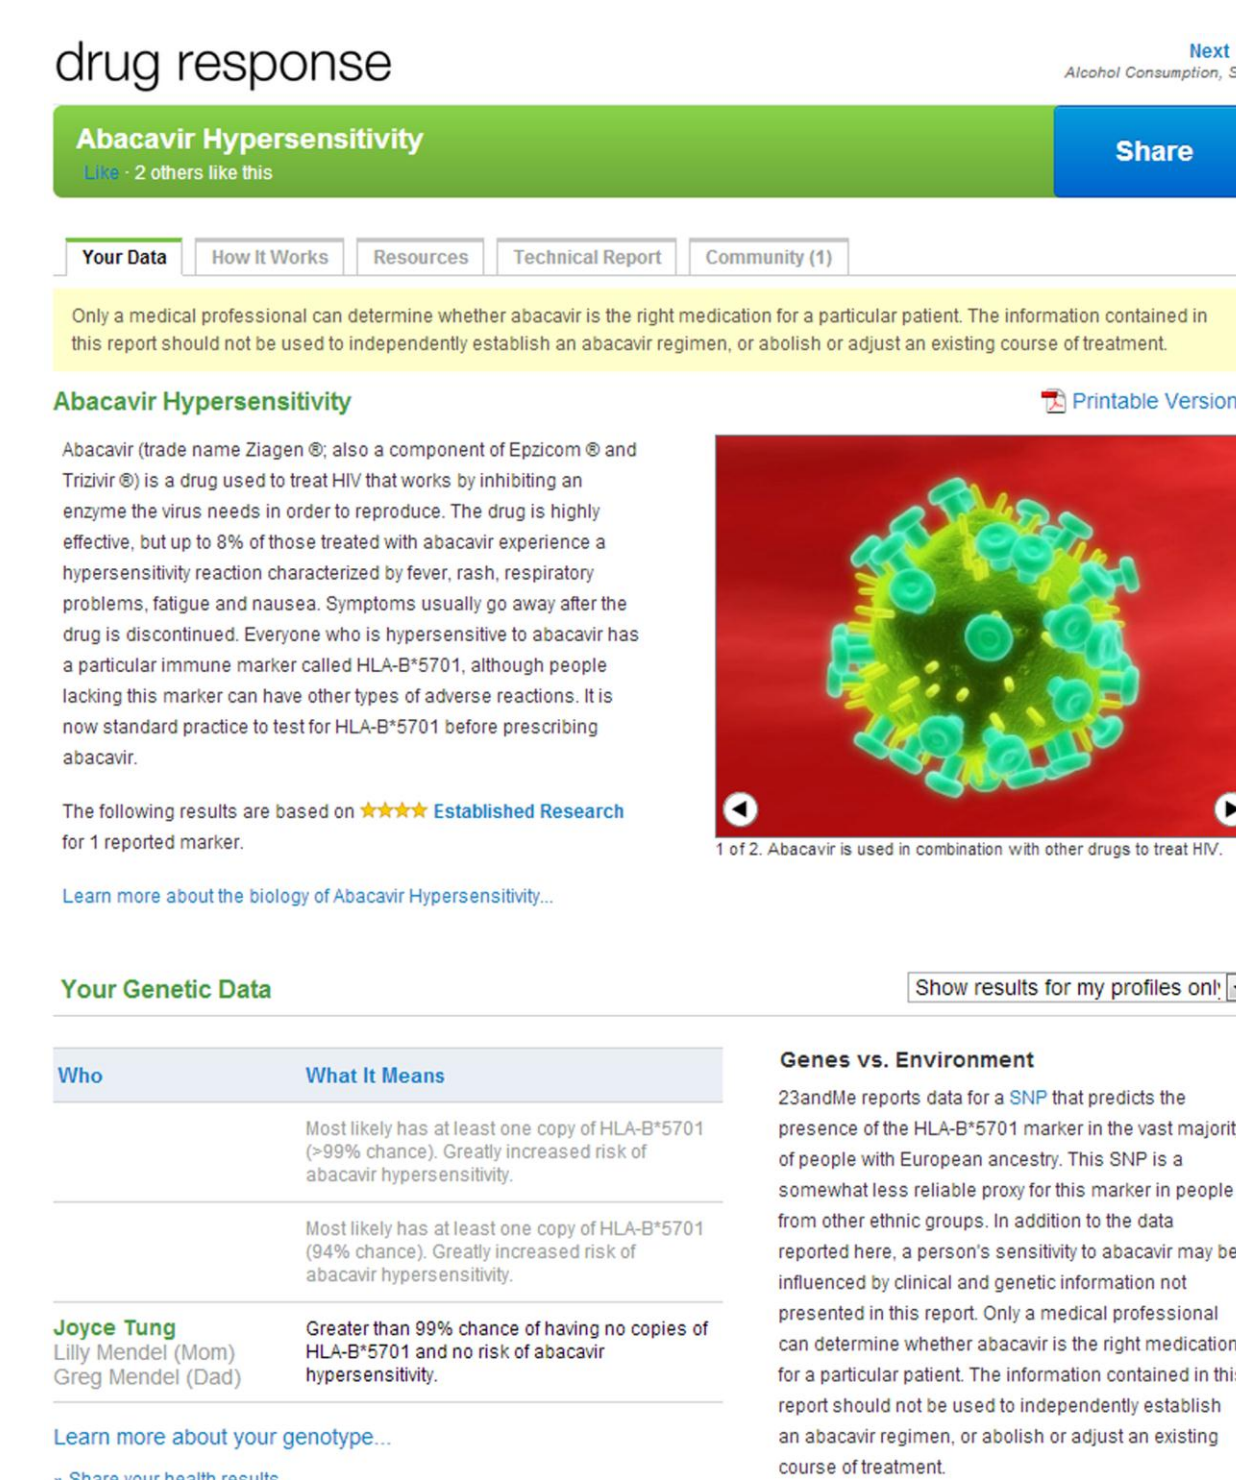 drug response
Next
Alcohol Consumption,
Abacavir Hypersensitivity
Like · 2 others like this
Share
Your Data
How It Works
Resources
Technical Report
Community (1)
Only a medical professional can determine whether abacavir is the right medication for a particular patient. The information contained in
this report should not be used to independently establish an abacavir regimen, or abolish or adjust an existing course of treatment.
Abacavir Hypersensitivity
Printable Version
Abacavir (trade name Ziagen ®; also a component of Epzicom ® and
Trizivir ®) is a drug used to treat HIV that works by inhibiting an
enzyme the virus needs in order to reproduce. The drug is highly
effective, but up to 8% of those treated with abacavir experience a
hypersensitivity reaction characterized by fever, rash, respiratory
problems, fatigue and nausea. Symptoms usually go away after the
drug is discontinued. Everyone who is hypersensitive to abacavir has
a particular immune marker called HLA-B*5701, although people
lacking this marker can have other types of adverse reactions. It is
now standard practice to test for HLA-B*5701 before prescribing
abacavir.
The following results are based on ★★★★ Established Research
for 1 reported marker.
Learn more about the biology of Abacavir Hypersensitivity...
1 of 2. Abacavir is used in combination with other drugs to treat HIV.
Your Genetic Data
Show results for my profiles only
Who
What It Means
Most likely has at least one copy of HLA-B*5701
(>99% chance). Greatly increased risk of
abacavir hypersensitivity.
Most likely has at least one copy of HLA-B*5701
(94% chance). Greatly increased risk of
abacavir hypersensitivity.
Joyce Tung
Lilly Mendel (Mom)
Greg Mendel (Dad)
Greater than 99% chance of having no copies of
HLA-B*5701 and no risk of abacavir
hypersensitivity.
Learn more about your genotype...
Share your health results
Genes vs. Environment
23andMe reports data for a SNP that predicts the
presence of the HLA-B*5701 marker in the vast majorit
of people with European ancestry. This SNP is a
somewhat less reliable proxy for this marker in people
from other ethnic groups. In addition to the data
reported here, a person's sensitivity to abacavir may be
influenced by clinical and genetic information not
presented in this report. Only a medical professional
can determine whether abacavir is the right medication
for a particular patient. The information contained in this
report should not be used to independently establish
an abacavir regimen, or abolish or adjust an existing
course of treatment.